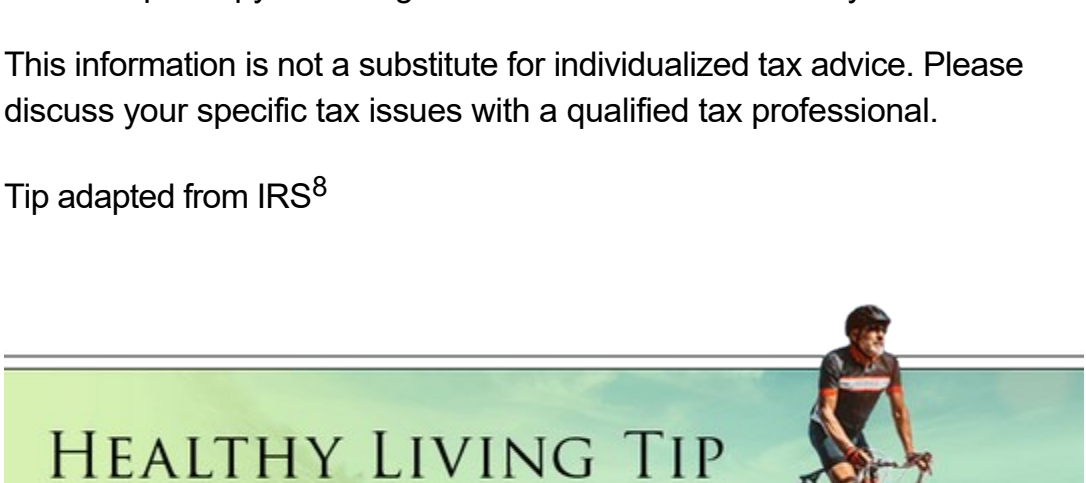 This information is not a substitute for individualized tax advice. Please
discuss your specific tax issues with a qualified tax professional.
Tip adapted from IRS8
HEALTHY LIVING TIP